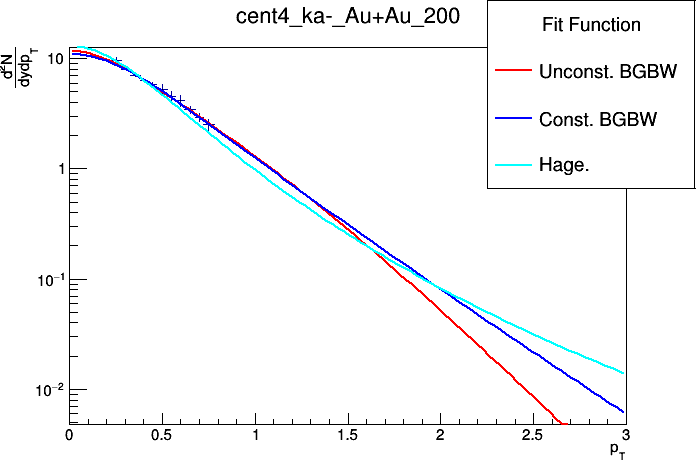 cent4_ka-_Au+Au_200
d²N
dydp_T
Fit Function
Unconst. BGBW
Const. BGBW
Hage.
10
1
10⁻¹
10⁻²
0 0.5 1 1.5 2 2.5 3
p_T